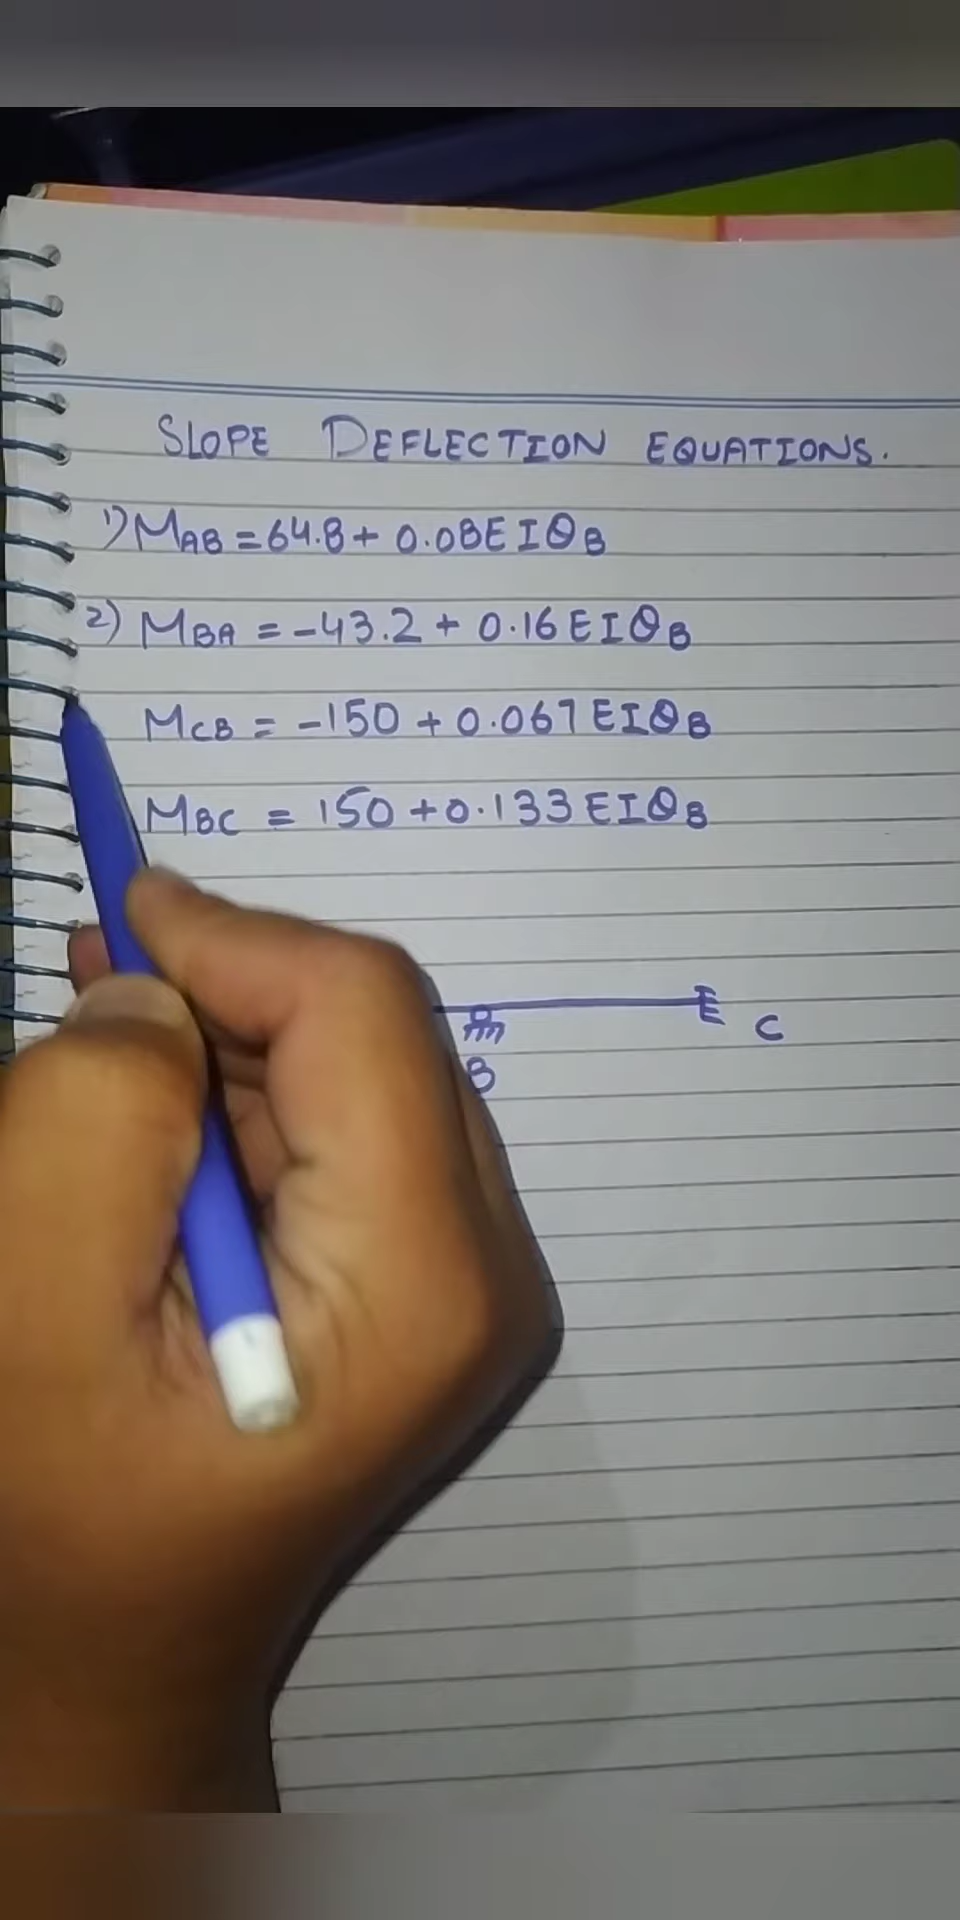 SLOPE DEFLECTION EQUATIONS.
1) MAB = 64.8 + 0.08EIθB
2) MBA = -43.2 + 0.16EIθB
MCB = -150 + 0.067EIθB
MBC = 150 + 0.133EIθB
C
B